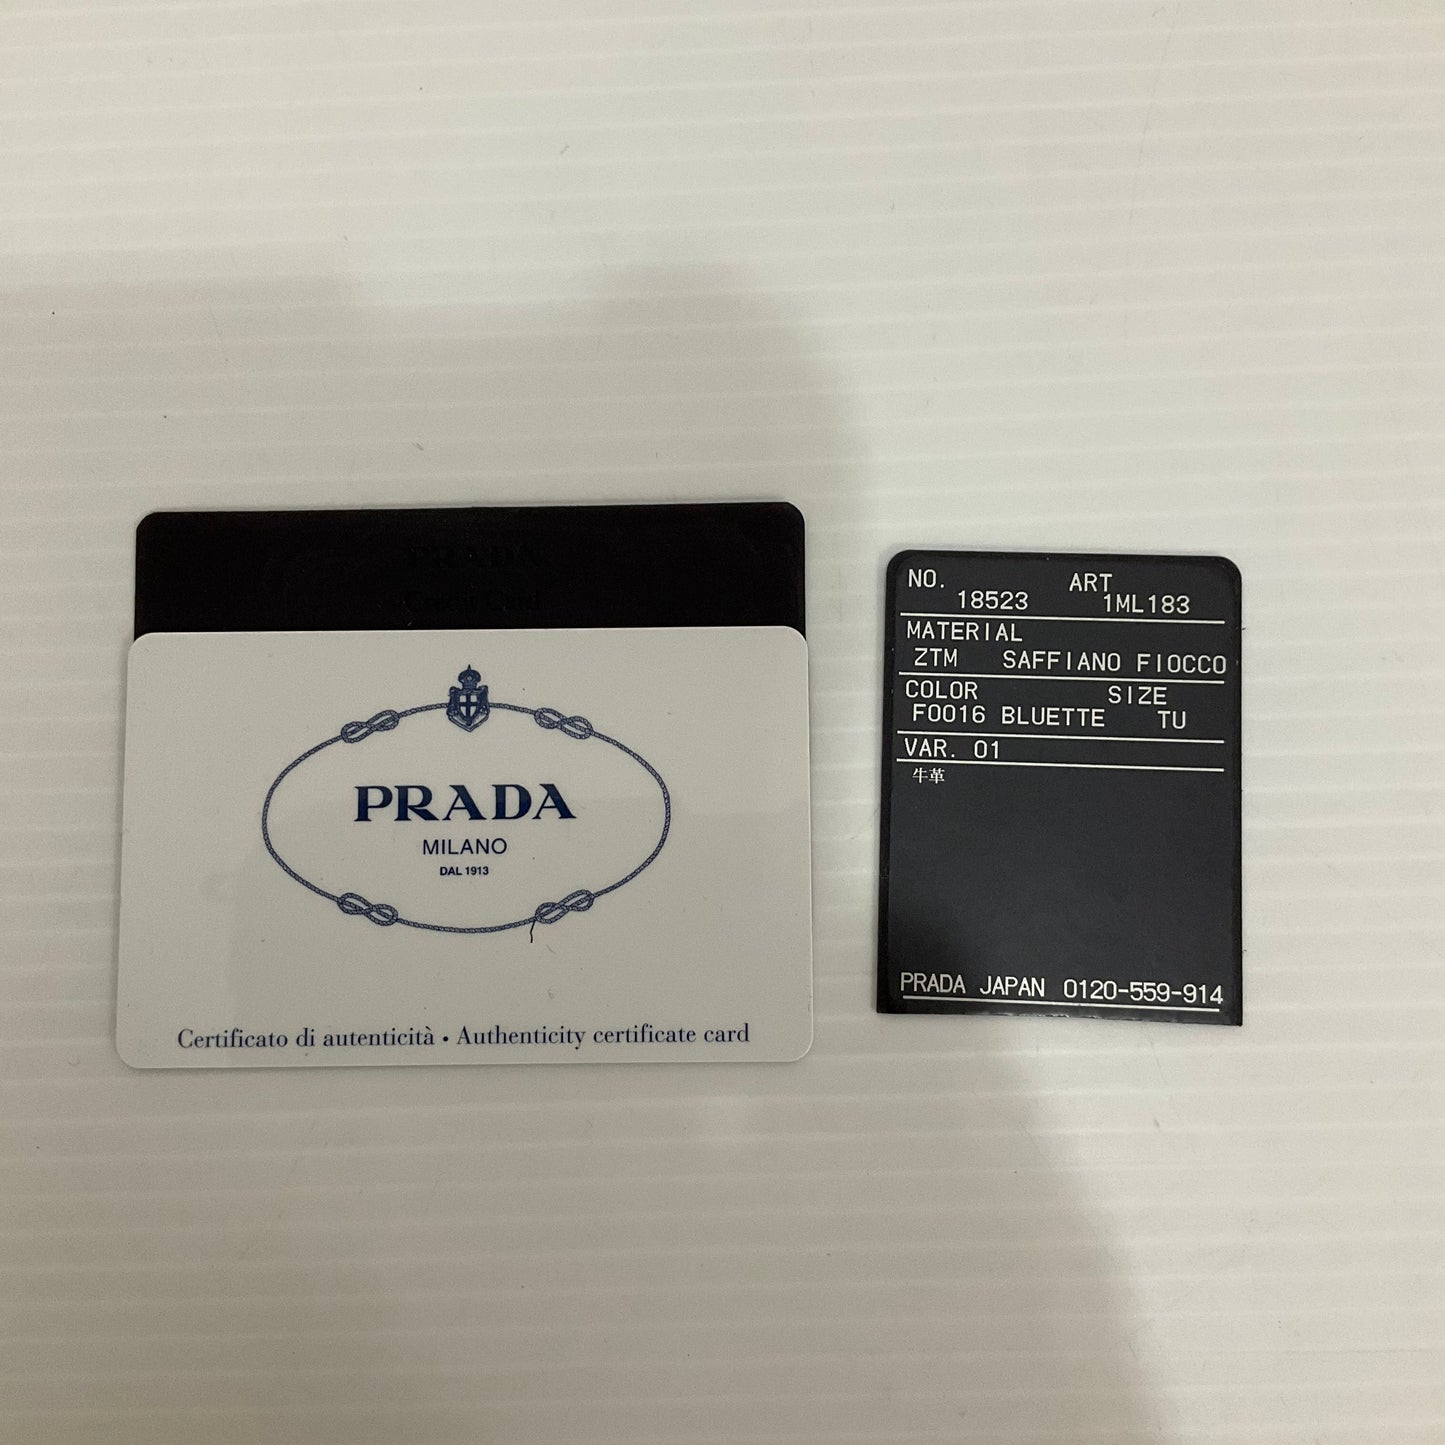 PRADA
PRADA
MILANO
DAL 1913
Certificato di autenticità • Authenticity certificate card
NO. ART
18523 1ML183
MATERIAL
ZTM SAFFIANO FIOCCO
COLOR SIZE
F0016 BLUETTE TU
VAR. 01
牛革
PRADA JAPAN 0120-559-914